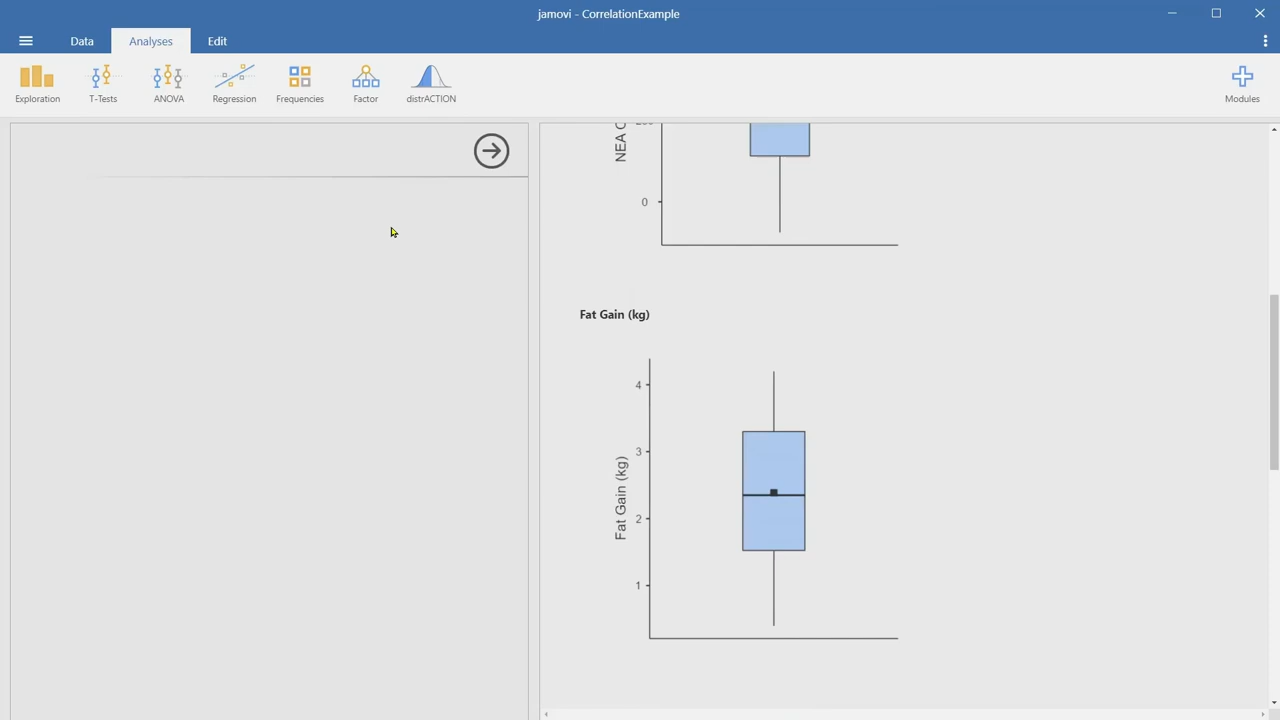 jamovi - CorrelationExample
Data Analyses Edit
Exploration T-Tests ANOVA Regression Frequencies Factor distrACTION Modules
NEA
0
Fat Gain (kg)
4
3
2
1
Fat Gain (kg)